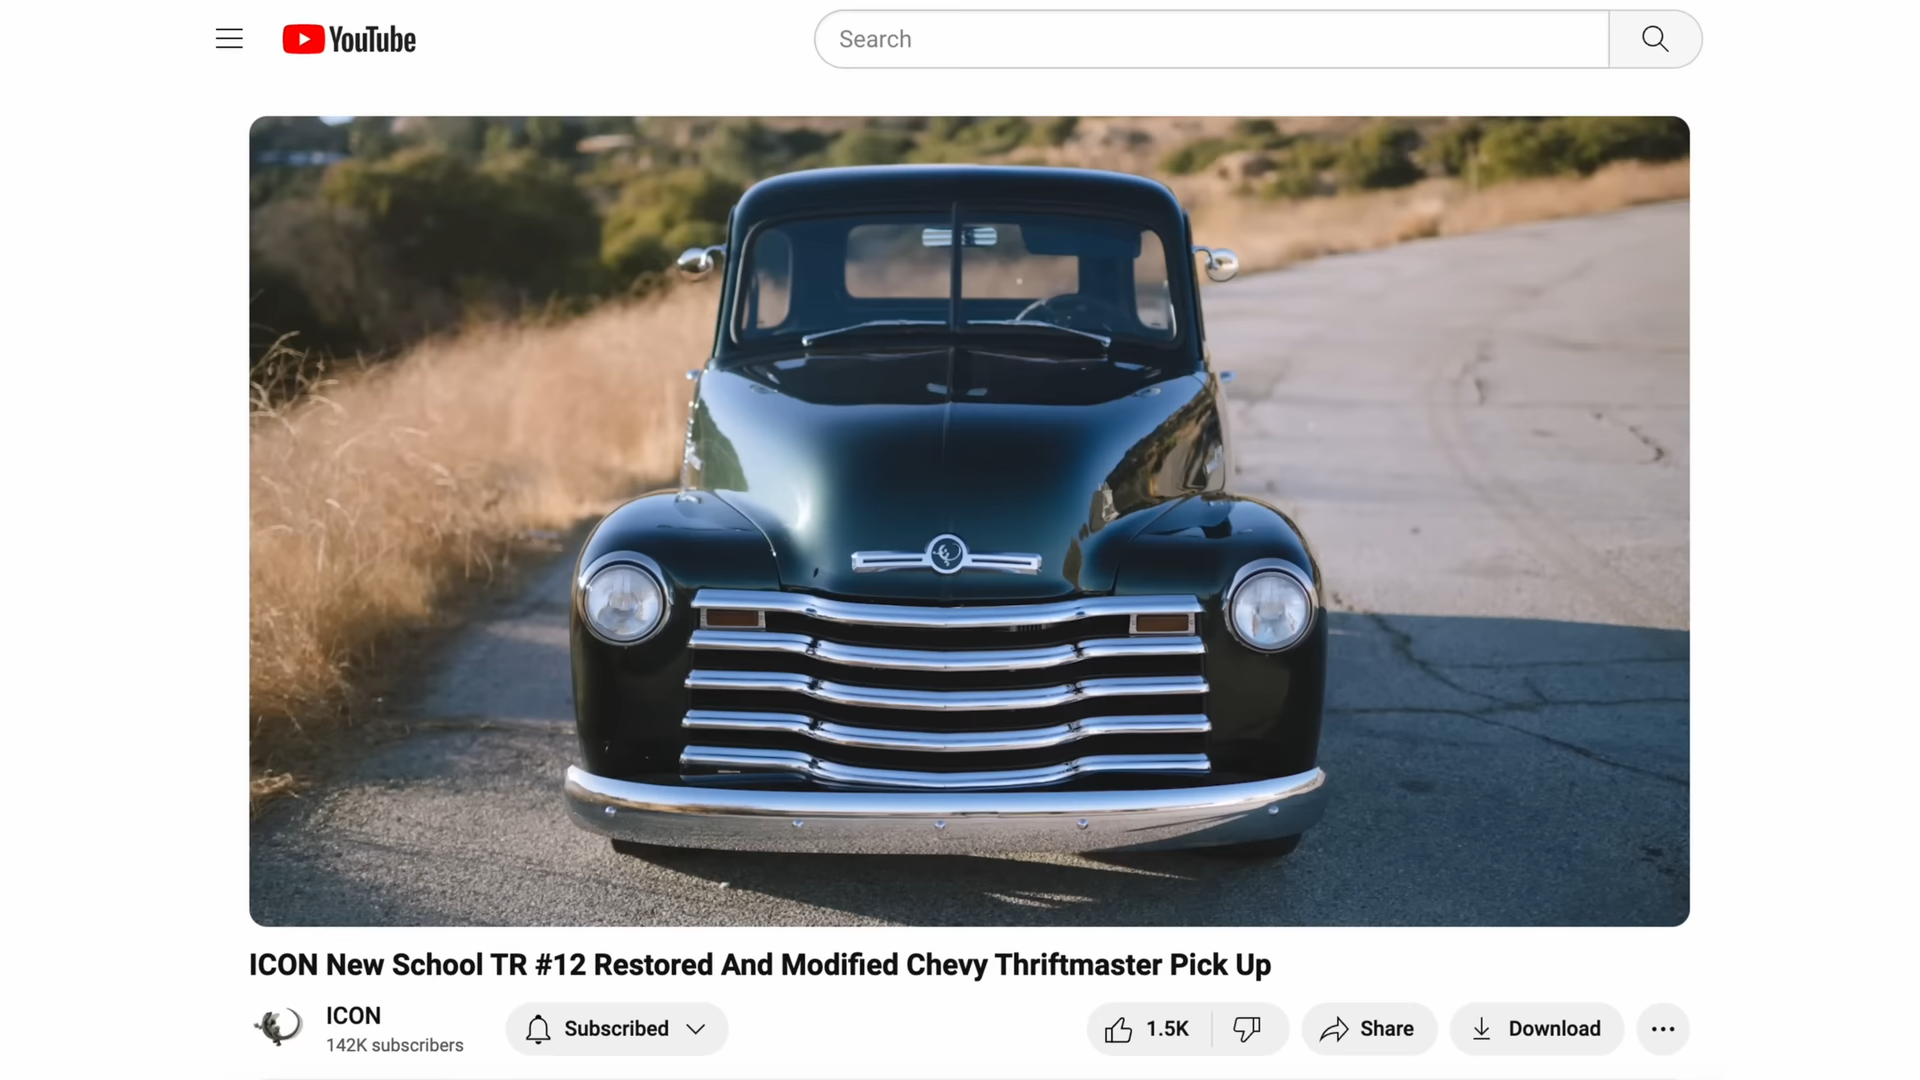 YouTube
Search
ICON New School TR #12 Restored And Modified Chevy Thriftmaster Pick Up
ICON
142K subscribers
Subscribed
1.5K
Share
Download